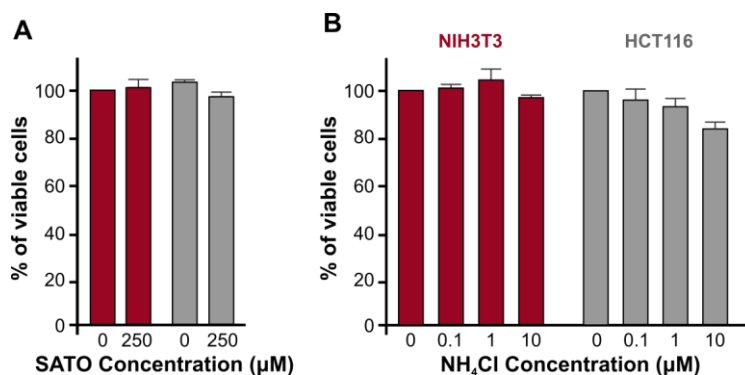 A
% of viable cells
100
80
60
40
20
0
0 250 0 250
SATO Concentration (µM)
B
NIH3T3 HCT116
% of viable cells
100
80
60
40
20
0
0 0.1 1 10 0 0.1 1 10
NH₄Cl Concentration (µM)